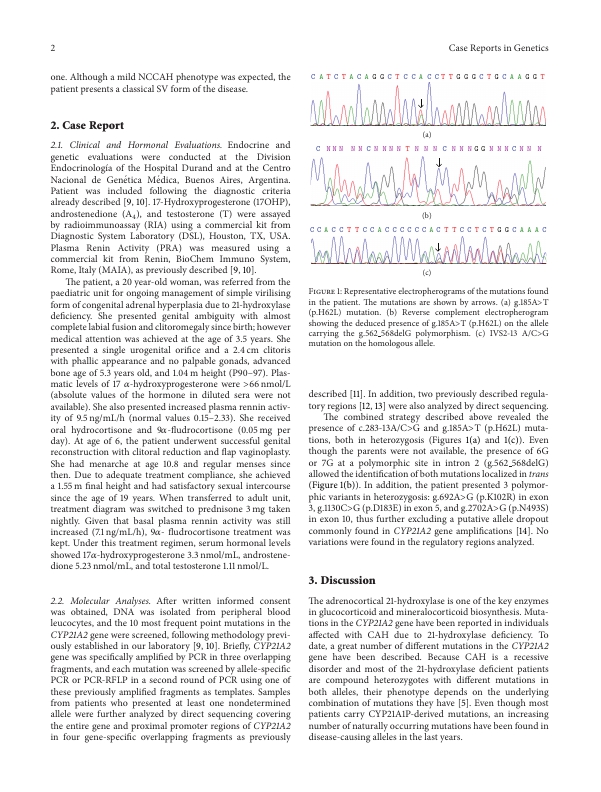 2
Case Reports in Genetics
one. Although a mild NCCAH phenotype was expected, the
patient presents a classical SV form of the disease.
2. Case Report
2.1. Clinical and Hormonal Evaluations. Endocrine and
genetic evaluations were conducted at the Division
Endocrinología of the Hospital Durand and at the Centro
Nacional de Genética Médica, Buenos Aires, Argentina.
Patient was included following the diagnostic criteria
already described [9, 10]. 17-Hydroxyprogesterone (17OHP),
androstenedione (A4), and testosterone (T) were assayed
by radioimmunoassay (RIA) using a commercial kit from
Diagnostic System Laboratory (DSL), Houston, TX, USA.
Plasma Renin Activity (PRA) was measured using a
commercial kit from Renin, BioChem Immuno System,
Rome, Italy (MAIA), as previously described [9, 10].
The patient, a 20 year-old woman, was referred from the
paediatric unit for ongoing management of simple virilising
form of congenital adrenal hyperplasia due to 21-hydroxylase
deficiency. She presented genital ambiguity with almost
complete labial fusion and clitoromegaly since birth; however
medical attention was achieved at the age of 3.5 years. She
presented a single urogenital orifice and a 2.4 cm clitoris
with phallic appearance and no palpable gonads, advanced
bone age of 5.3 years old, and 1.04 m height (P90–97). Plas-
matic levels of 17 α-hydroxyprogesterone were >66 nmol/L
(absolute values of the hormone in diluted sera were not
available). She also presented increased plasma rennin activ-
ity of 9.5 ng/mL/h (normal values 0.15–2.33). She received
oral hydrocortisone and 9α-fludrocortisone (0.05 mg per
day). At age of 6, the patient underwent successful genital
reconstruction with clitoral reduction and flap vaginoplasty.
She had menarche at age 10.8 and regular menses since
then. Due to adequate treatment compliance, she achieved
a 1.55 m final height and had satisfactory sexual intercourse
since the age of 19 years. When transferred to adult unit,
treatment diagram was switched to prednisone 3 mg taken
nightly. Given that basal plasma rennin activity was still
increased (7.1 ng/mL/h), 9α- fludrocortisone treatment was
kept. Under this treatment regimen, serum hormonal levels
showed 17α-hydroxyprogesterone 3.3 nmol/mL, androstene-
dione 5.23 nmol/mL, and total testosterone 1.11 nmol/L.
2.2. Molecular Analyses. After written informed consent
was obtained, DNA was isolated from peripheral blood
leucocytes, and the 10 most frequent point mutations in the
CYP21A2 gene were screened, following methodology previ-
ously established in our laboratory [9, 10]. Briefly, CYP21A2
gene was specifically amplified by PCR in three overlapping
fragments, and each mutation was screened by allele-specific
PCR or PCR-RFLP in a second round of PCR using one of
these previously amplified fragments as templates. Samples
from patients who presented at least one nondetermined
allele were further analyzed by direct sequencing covering
the entire gene and proximal promoter regions of CYP21A2
in four gene-specific overlapping fragments as previously
C A T C T A C A G G C T C C A C C T T G G G C T G C A A G G T
(a)
C N N N N N C N N N N T N N N N C N N N G G N N N C N N N
(b)
C C A C C T T C C A C C C C C C A C T T C C T C T G G C A A A C
(c)
Figure 1: Representative electropherograms of the mutations found
in the patient. The mutations are shown by arrows. (a) g.185A>T
(p.H62L) mutation. (b) Reverse complement electropherogram
showing the deduced presence of g.185A>T (p.H62L) on the allele
carrying the g.562_568delG polymorphism. (c) IVS2-13 A/C>G
mutation on the homologous allele.
described [11]. In addition, two previously described regula-
tory regions [12, 13] were also analyzed by direct sequencing.
The combined strategy described above revealed the
presence of c.283-13A/C>G and g.185A>T (p.H62L) muta-
tions, both in heterozygosis (Figures 1(a) and 1(c)). Even
though the parents were not available, the presence of 6G
or 7G at a polymorphic site in intron 2 (g.562_568delG)
allowed the identification of both mutations localized in trans
(Figure 1(b)). In addition, the patient presented 3 polymor-
phic variants in heterozygosis: g.692A>G (p.K102R) in exon
3, g.1130C>G (p.D183E) in exon 5, and g.2702A>G (p.N493S)
in exon 10, thus further excluding a putative allele dropout
commonly found in CYP21A2 gene amplifications [14]. No
variations were found in the regulatory regions analyzed.
3. Discussion
The adrenocortical 21-hydroxylase is one of the key enzymes
in glucocorticoid and mineralocorticoid biosynthesis. Muta-
tions in the CYP21A2 gene have been reported in individuals
affected with CAH due to 21-hydroxylase deficiency. To
date, a great number of different mutations in the CYP21A2
gene have been described. Because CAH is a recessive
disorder and most of the 21-hydroxylase deficient patients
are compound heterozygotes with different mutations in
both alleles, their phenotype depends on the underlying
combination of mutations they have [5]. Even though most
patients carry CYP21A1P-derived mutations, an increasing
number of naturally occurring mutations have been found in
disease-causing alleles in the last years.